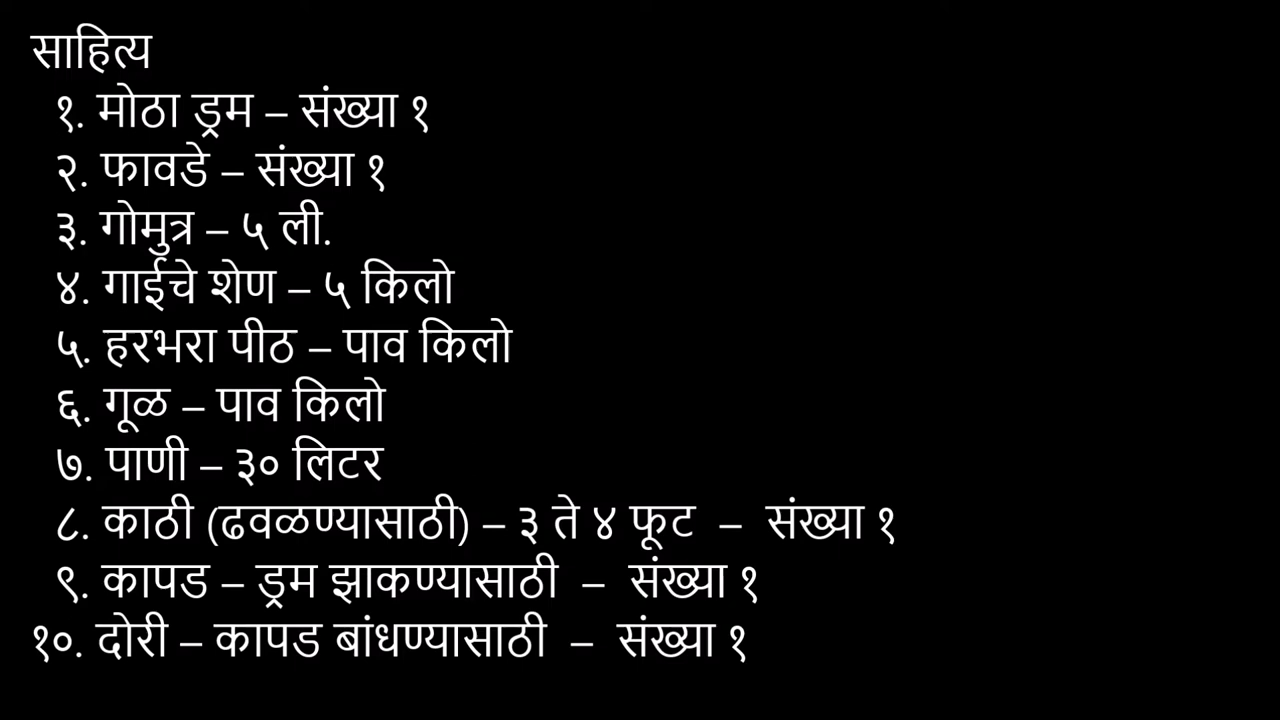 साहित्य
१. मोठा ड्रम – संख्या १
२. फावडे – संख्या १
३. गोमुत्र – ५ ली.
४. गाईचे शेण – ५ किलो
५. हरभरा पीठ – पाव किलो
६. गूळ – पाव किलो
७. पाणी – ३० लिटर
८. काठी (ढवळण्यासाठी) – ३ ते ४ फूट – संख्या १
९. कापड – ड्रम झाकण्यासाठी – संख्या १
१०. दोरी – कापड बांधण्यासाठी – संख्या १